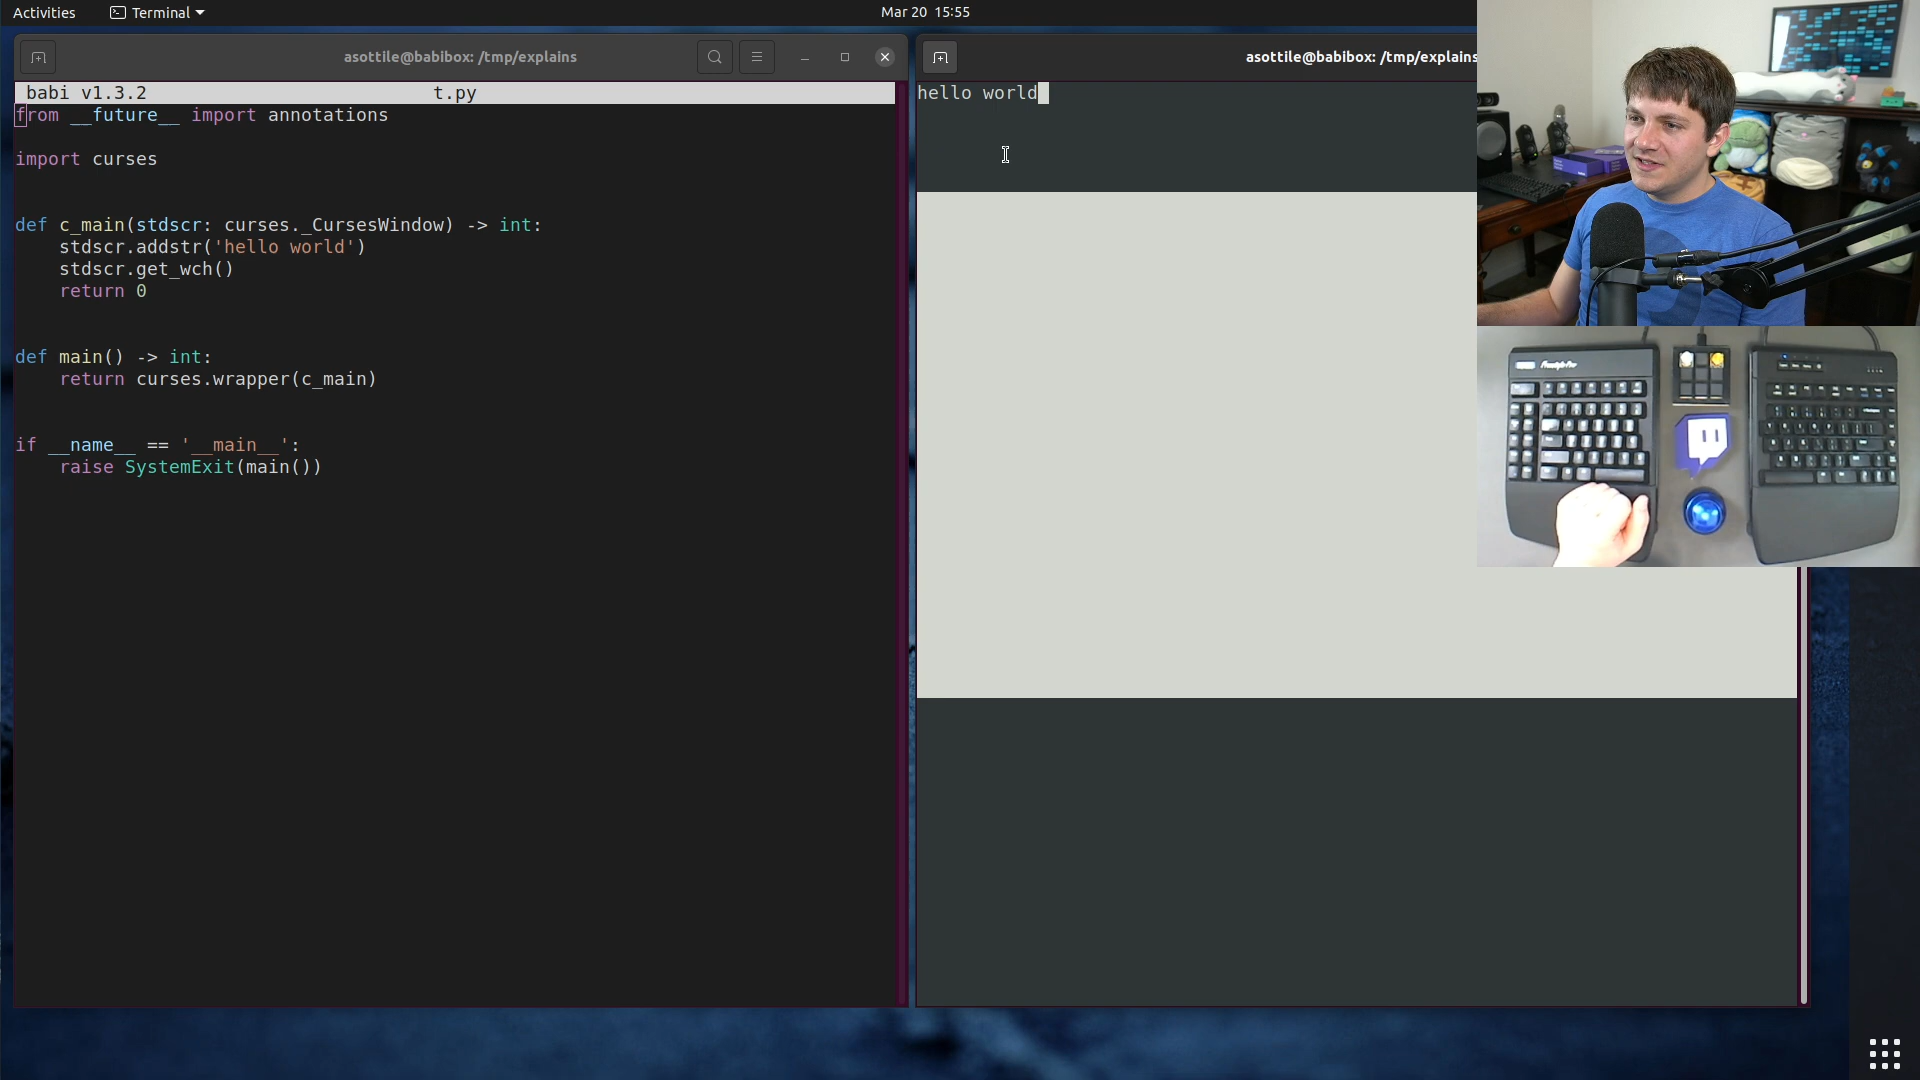 Activities
Terminal
Mar 20 15:55
asottile@babibox: /tmp/explains
babi v1.3.2 t.py
from __future__ import annotations
import curses
def c_main(stdscr: curses._CursesWindow) -> int:
stdscr.addstr('hello world')
stdscr.get_wch()
return 0
def main() -> int:
return curses.wrapper(c_main)
if __name__ == '__main__':
raise SystemExit(main())
asottile@babibox: /tmp/explains
hello world